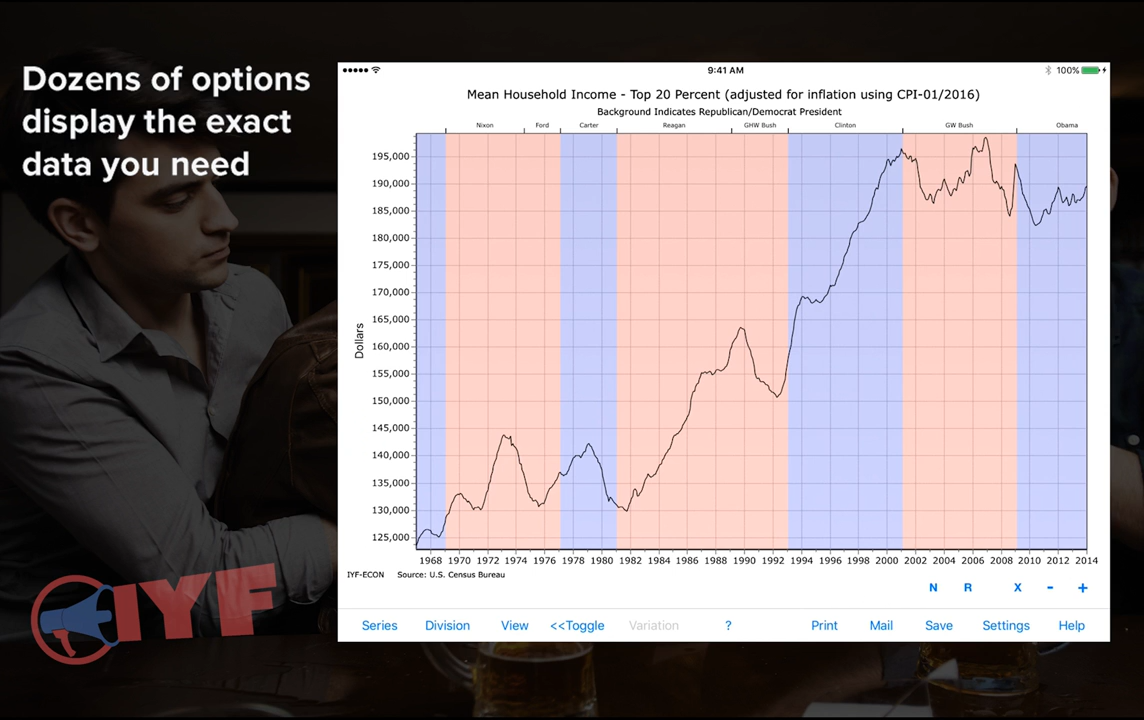 Dozens of options
display the exact
data you need
9:41 AM
100%
Mean Household Income - Top 20 Percent (adjusted for inflation using CPI-01/2016)
Background Indicates Republican/Democrat President
Nixon Ford Carter Reagan GHW Bush Clinton GW Bush Obama
195,000
190,000
185,000
180,000
175,000
170,000
165,000
160,000
155,000
150,000
145,000
140,000
135,000
130,000
125,000
Dollars
1968 1970 1972 1974 1976 1978 1980 1982 1984 1986 1988 1990 1992 1994 1996 1998 2000 2002 2004 2006 2008 2010 2012 2014
IYF-ECON Source: U.S. Census Bureau
N R X - +
Series Division View <<Toggle Variation ? Print Mail Save Settings Help
IYF